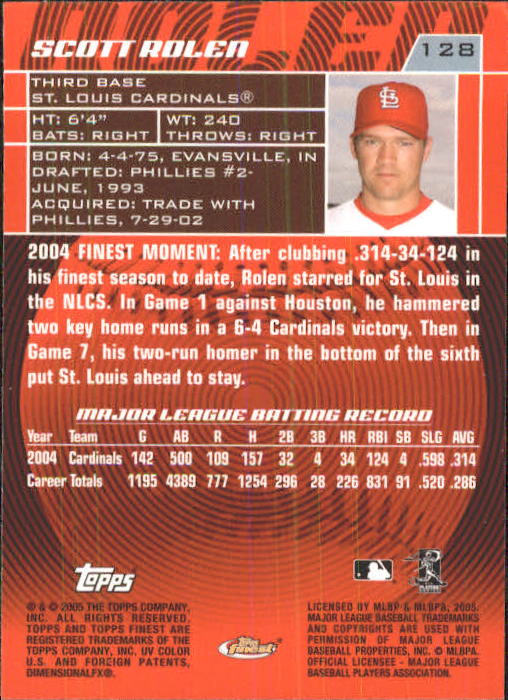 ROLEN
SCOTT ROLEN
128
THIRD BASE
ST. LOUIS CARDINALS®
HT: 6'4" WT: 240
BATS: RIGHT THROWS: RIGHT
BORN: 4-4-75, EVANSVILLE, IN
DRAFTED: PHILLIES #2-
JUNE, 1993
ACQUIRED: TRADE WITH
PHILLIES, 7-29-02
2004 FINEST MOMENT: After clubbing .314-34-124 in
his finest season to date, Rolen starred for St. Louis in
the NLCS. In Game 1 against Houston, he hammered
two key home runs in a 6-4 Cardinals victory. Then in
Game 7, his two-run homer in the bottom of the sixth
put St. Louis ahead to stay.
MAJOR LEAGUE BATTING RECORD
Year Team G AB R H 2B 3B HR RBI SB SLG AVG
2004 Cardinals 142 500 109 157 32 4 34 124 4 .598 .314
Career Totals 1195 4389 777 1254 296 28 226 831 91 .520 .286
Topps
® & © 2005 THE TOPPS COMPANY,
INC. ALL RIGHTS RESERVED.
TOPPS AND TOPPS FINEST ARE
REGISTERED TRADEMARKS OF THE
TOPPS COMPANY, INC. UV COLOR
U.S. AND FOREIGN PATENTS,
DIMENSIONALFX®.
Topps Finest
LICENSED BY MLBP & MLBPA, 2005.
MAJOR LEAGUE BASEBALL TRADEMARKS
AND COPYRIGHTS ARE USED WITH
PERMISSION OF MAJOR LEAGUE
BASEBALL PROPERTIES, INC. © MLBPA.
OFFICIAL LICENSEE - MAJOR LEAGUE
BASEBALL PLAYERS ASSOCIATION.